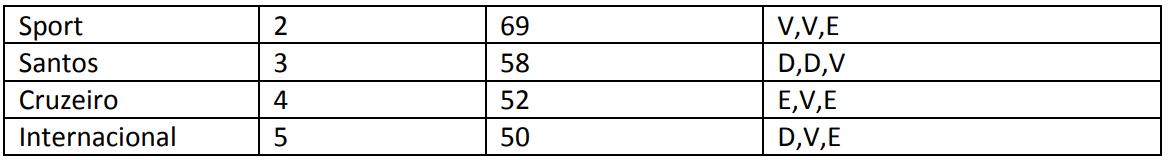 Sport 2 69 V,V,E
Santos 3 58 D,D,V
Cruzeiro 4 52 E,V,E
Internacional 5 50 D,V,E